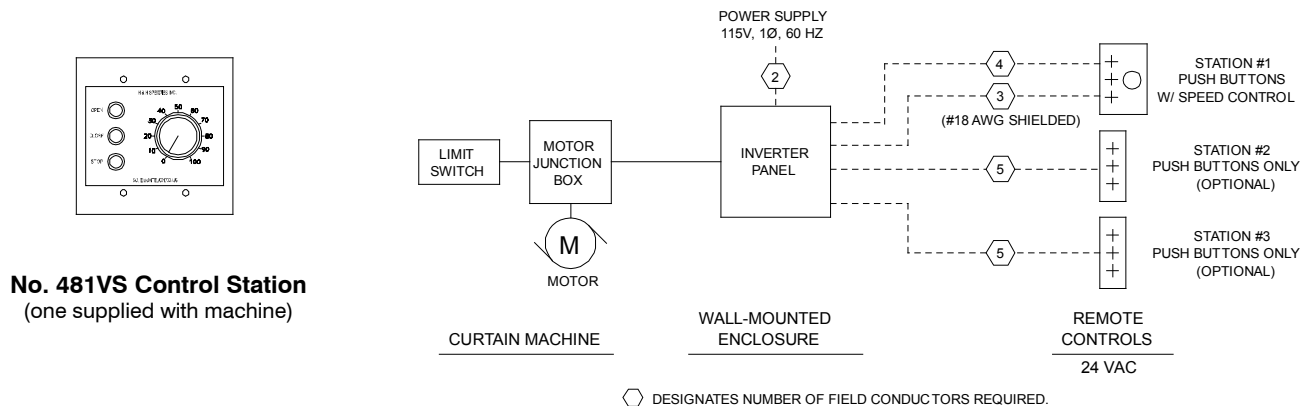 OPEN
CLOSE
STOP
0
10
20
30
40
50
60
70
80
90
100
No. 481VS Control Station
(one supplied with machine)
POWER SUPPLY
115V, 1Ø, 60 HZ
2
LIMIT
SWITCH
MOTOR
JUNCTION
BOX
M
MOTOR
INVERTER
PANEL
4
3
(#18 AWG SHIELDED)
5
5
STATION #1
PUSH BUTTONS
W/ SPEED CONTROL
STATION #2
PUSH BUTTONS ONLY
(OPTIONAL)
STATION #3
PUSH BUTTONS ONLY
(OPTIONAL)
CURTAIN MACHINE
WALL-MOUNTED
ENCLOSURE
REMOTE
CONTROLS
24 VAC
DESIGNATES NUMBER OF FIELD CONDUCTORS REQUIRED.